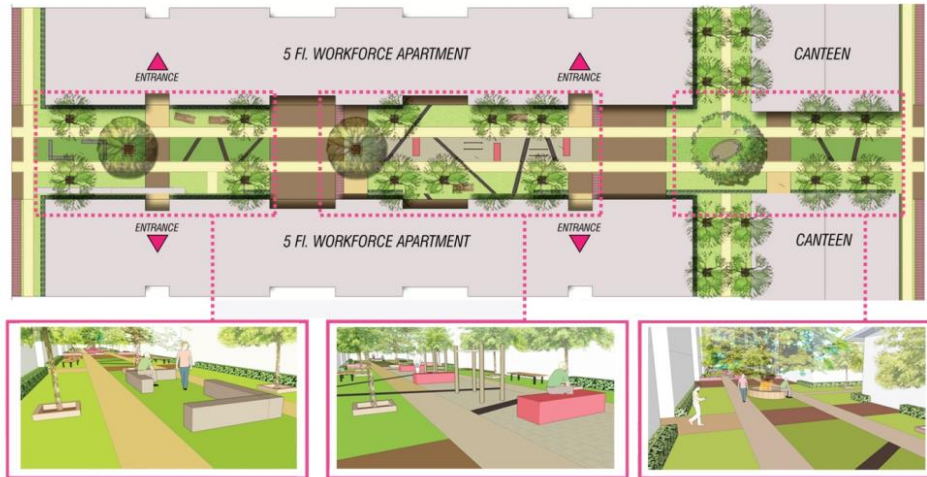 5 Fl. WORKFORCE APARTMENT
CANTEEN
ENTRANCE
ENTRANCE
ENTRANCE
ENTRANCE
5 Fl. WORKFORCE APARTMENT
CANTEEN